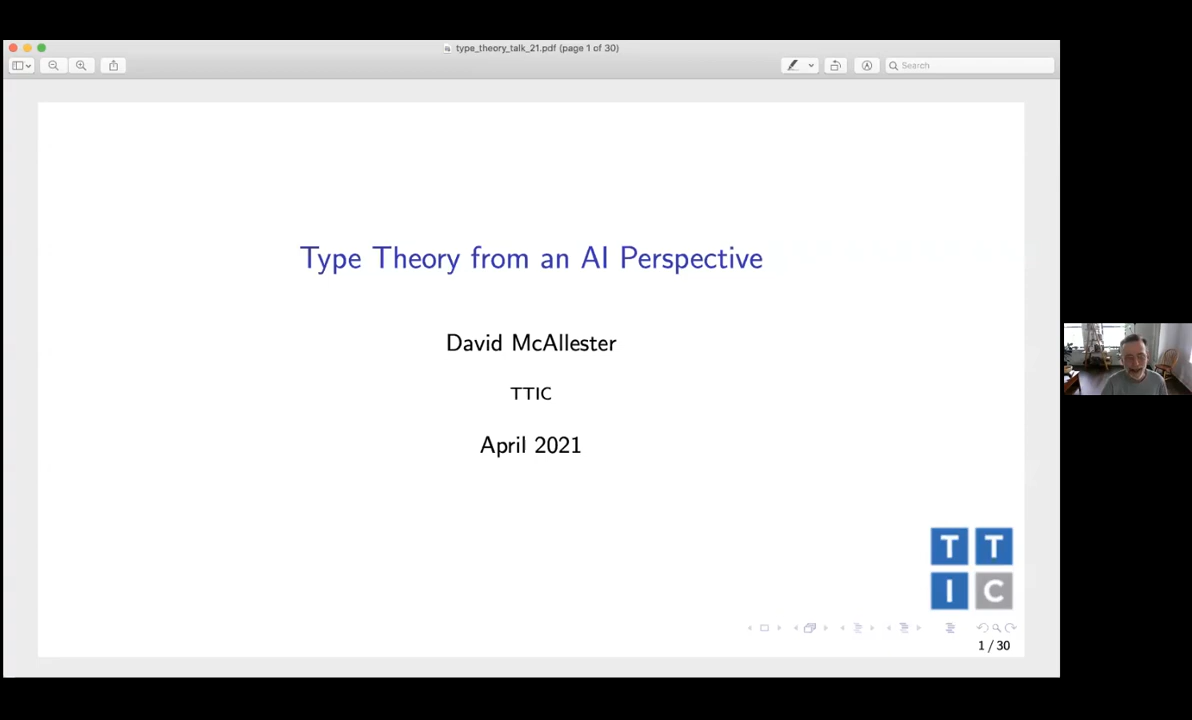 type_theory_talk_21.pdf (page 1 of 30)
Search
Type Theory from an AI Perspective
David McAllester
TTIC
April 2021
T T
I C
1 / 30